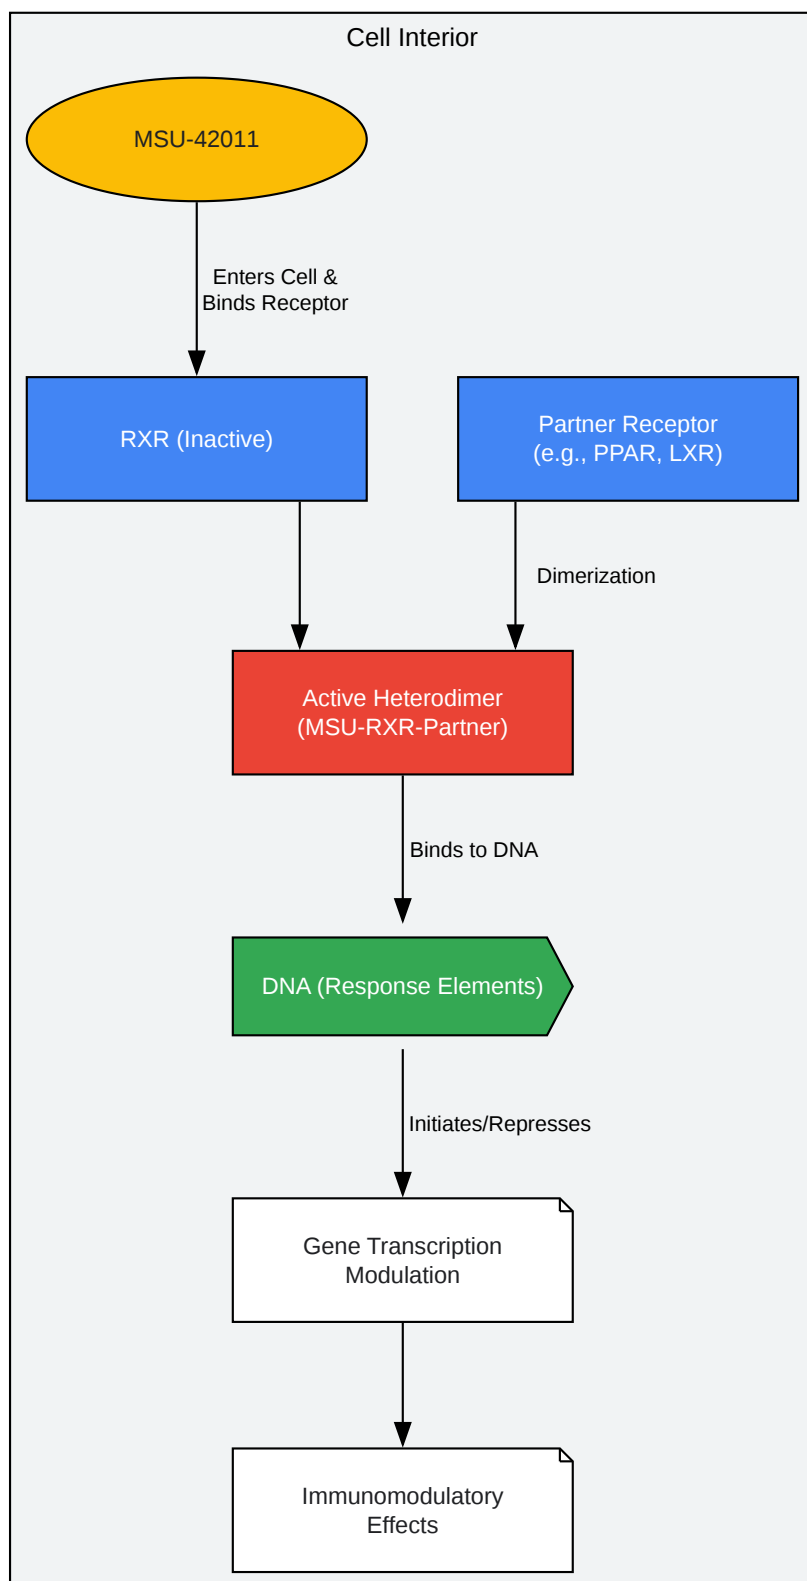 Cell Interior
MSU-42011
Enters Cell &
Binds Receptor
RXR (Inactive)
Partner Receptor
(e.g., PPAR, LXR)
Dimerization
Active Heterodimer
(MSU-RXR-Partner)
Binds to DNA
DNA (Response Elements)
Initiates/Represses
Gene Transcription
Modulation
Immunomodulatory
Effects